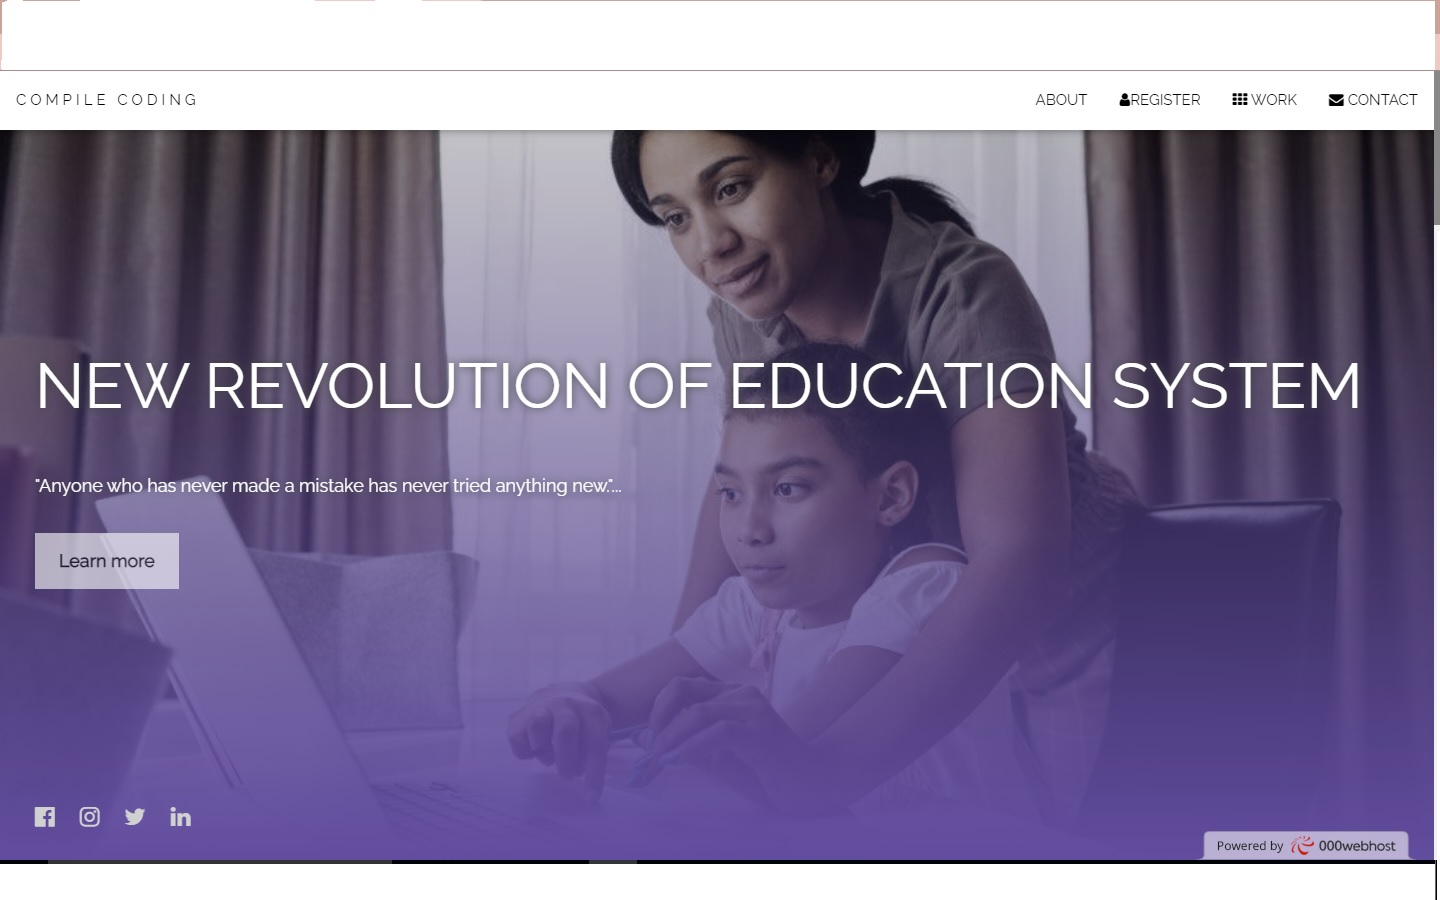 COMPILE CODING
ABOUT
REGISTER
WORK
CONTACT
NEW REVOLUTION OF EDUCATION SYSTEM
"Anyone who has never made a mistake has never tried anything new."...
Learn more
Powered by 000webhost